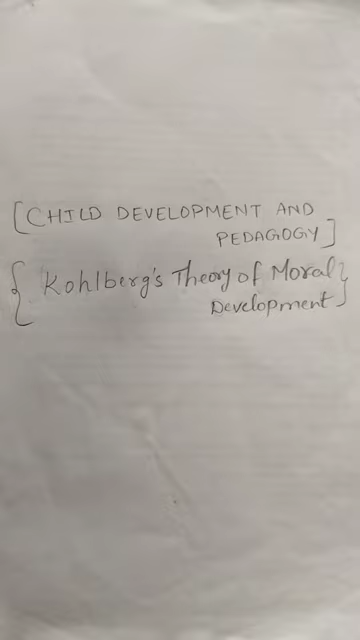 [CHILD DEVELOPMENT AND
PEDAGOGY]
{Kohlberg's Theory of Moral
Development}